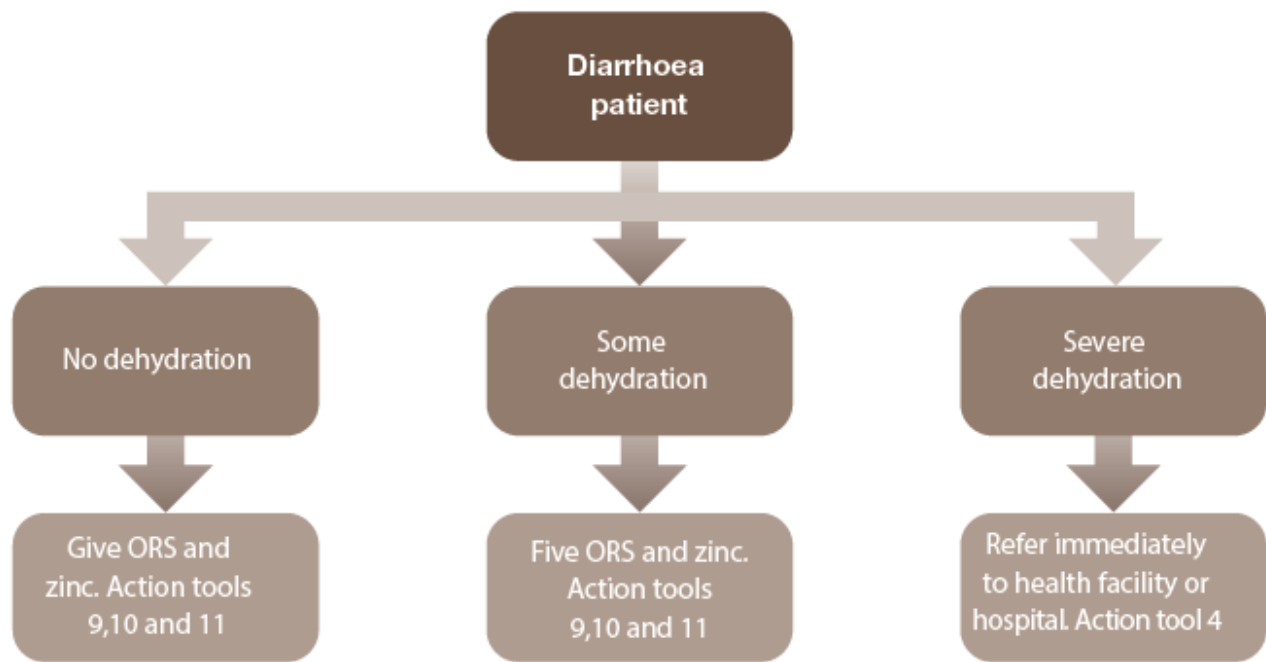 Diarrhoea
patient
No dehydration
Some
dehydration
Severe
dehydration
Give ORS and
zinc. Action tools
9,10 and 11
Five ORS and zinc.
Action tools
9,10 and 11
Refer immediately
to health facility or
hospital. Action tool 4